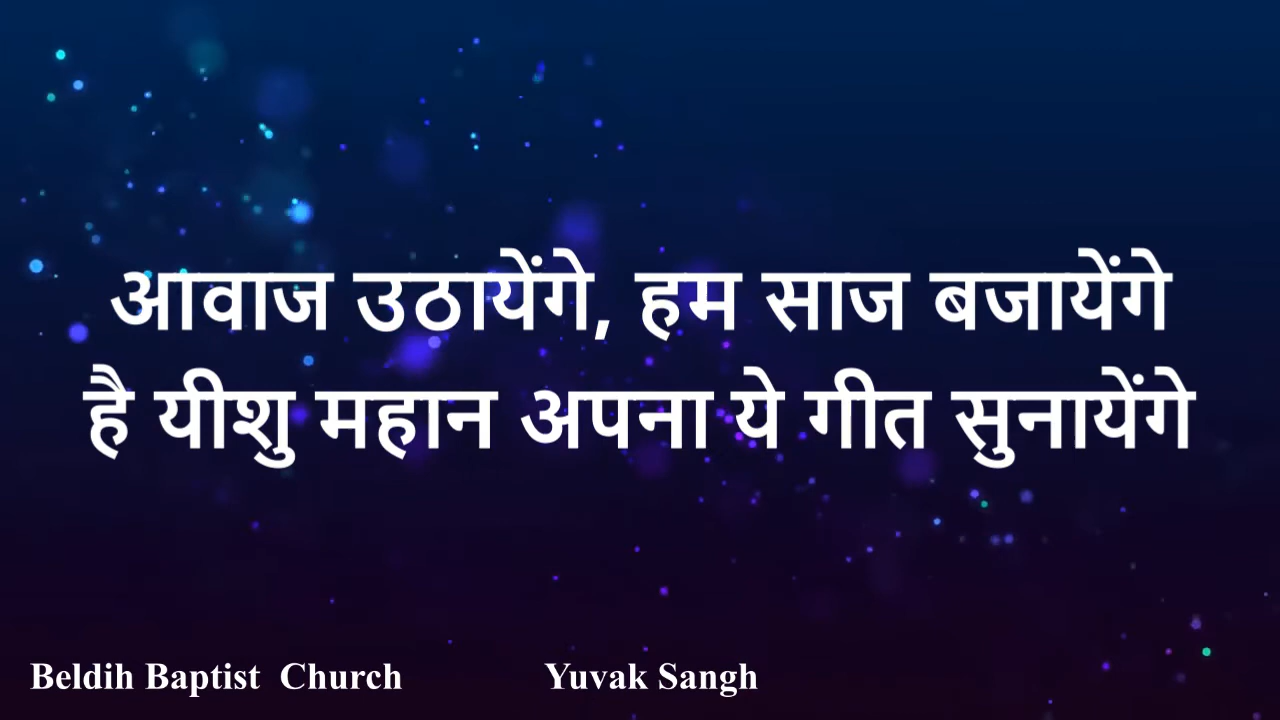 आवाज उठायेंगे, हम साज बजायेंगे
है यीशु महान अपना ये गीत सुनायेंगे
Beldih Baptist Church Yuvak Sangh